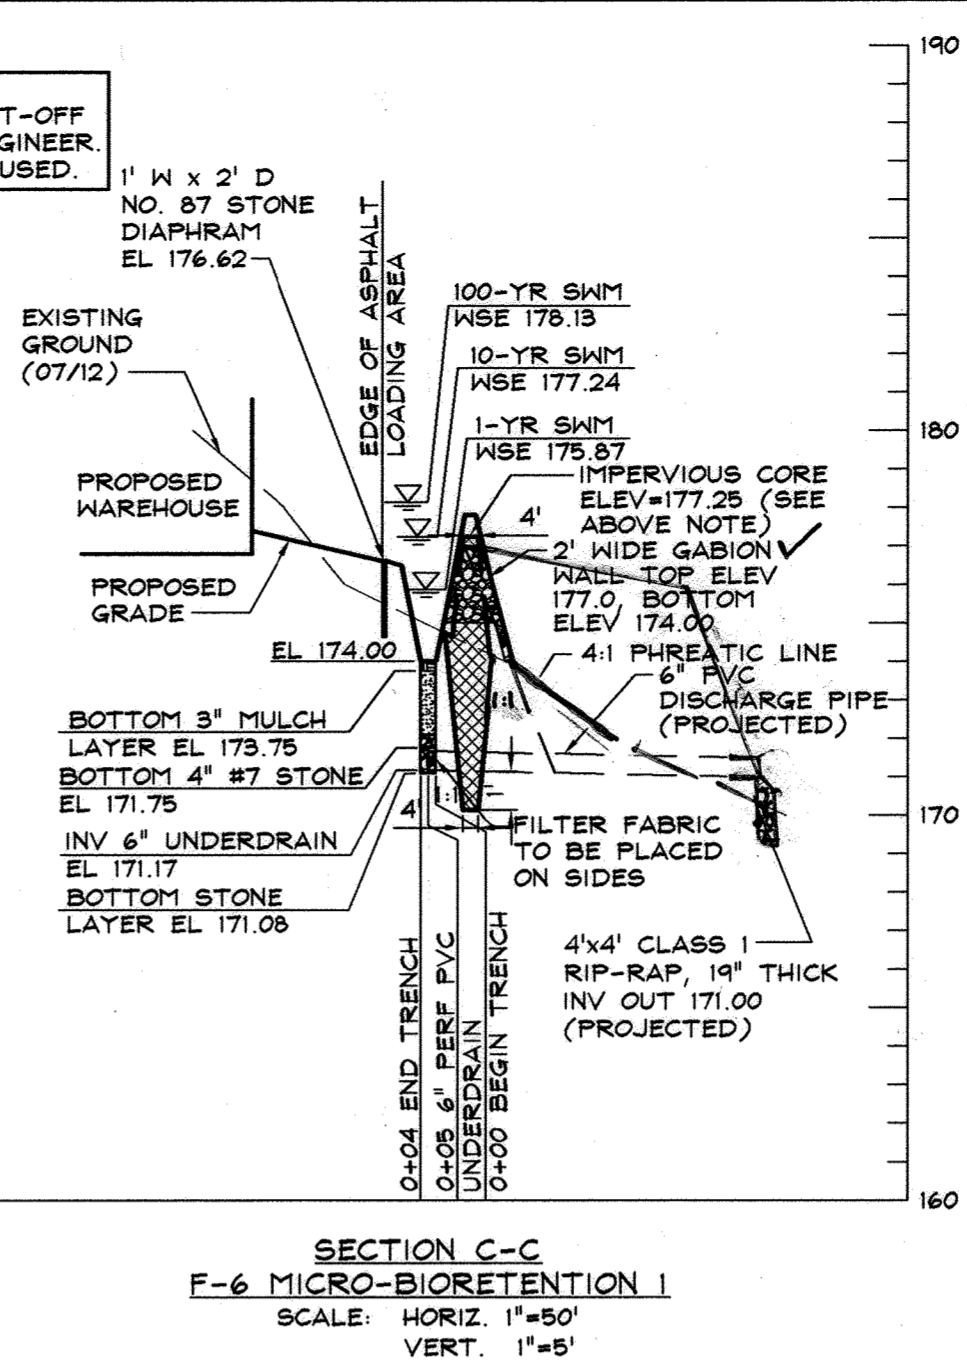 190
T-OFF
GINEER.
USED.
1' W x 2' D
NO. 87 STONE
DIAPHRAM
EL 176.62
EDGE OF ASPHALT
LOADING AREA
100-YR SWM
WSE 178.13
EXISTING
GROUND
(07/12)
10-YR SWM
WSE 177.24
1-YR SWM
WSE 175.87
180
IMPERVIOUS CORE
ELEV=177.25 (SEE
ABOVE NOTE)
4'
PROPOSED
WAREHOUSE
2' WIDE GABION
WALL TOP ELEV
177.0, BOTTOM
ELEV 174.00
PROPOSED
GRADE
EL 174.00
4:1 PHREATIC LINE
6" PVC
DISCHARGE PIPE
(PROJECTED)
1:1
BOTTOM 3" MULCH
LAYER EL 173.75
BOTTOM 4" #7 STONE
EL 171.75
1:1
4'
170
INV 6" UNDERDRAIN
EL 171.17
BOTTOM STONE
LAYER EL 171.08
FILTER FABRIC
TO BE PLACED
ON SIDES
4'x4' CLASS 1
RIP-RAP, 19" THICK
INV OUT 171.00
(PROJECTED)
0+04 END TRENCH
0+05 6" PERF PVC
UNDERDRAIN
0+00 BEGIN TRENCH
160
SECTION C-C
F-6 MICRO-BIORETENTION 1
SCALE: HORIZ. 1"=50'
VERT. 1"=5'